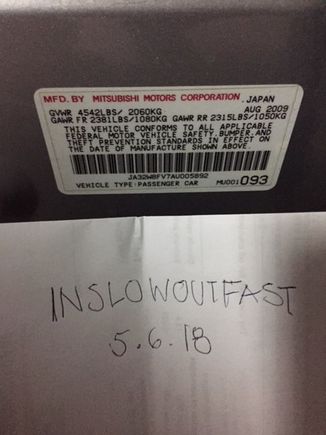 MFD. BY MITSUBISHI MOTORS CORPORATION, JAPAN
GVWR 4542LBS/ 2060KG AUG 2009
GAWR FR 2381LBS/1080KG GAWR RR 2315LBS/1050KG
THIS VEHICLE CONFORMS TO ALL APPLICABLE
FEDERAL MOTOR VEHICLE SAFETY, BUMPER, AND
THEFT PREVENTION STANDARDS IN EFFECT ON
THE DATE OF MANUFACTURE SHOWN ABOVE.
JA32W8FV7AU005892
VEHICLE TYPE:PASSENGER CAR MU001093
INSLOWOUTFAST
5.6.18